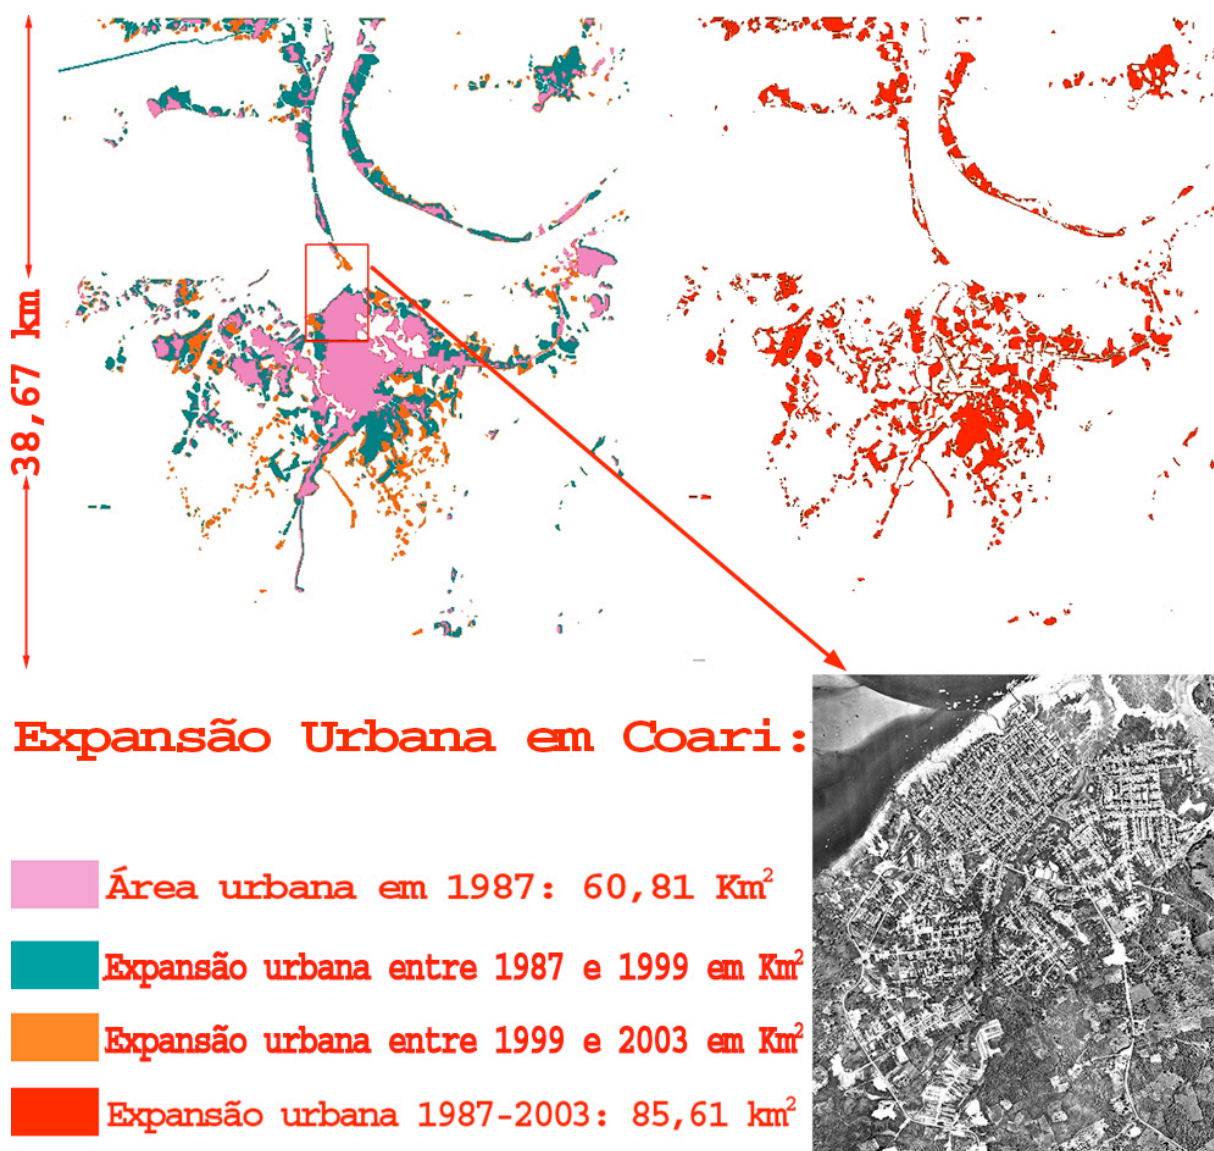 38,67 km
Expansão Urbana em Coari:
Área urbana em 1987: 60,81 Km²
Expansão urbana entre 1987 e 1999 em Km²
Expansão urbana entre 1999 e 2003 em Km²
Expansão urbana 1987-2003: 85,61 km²